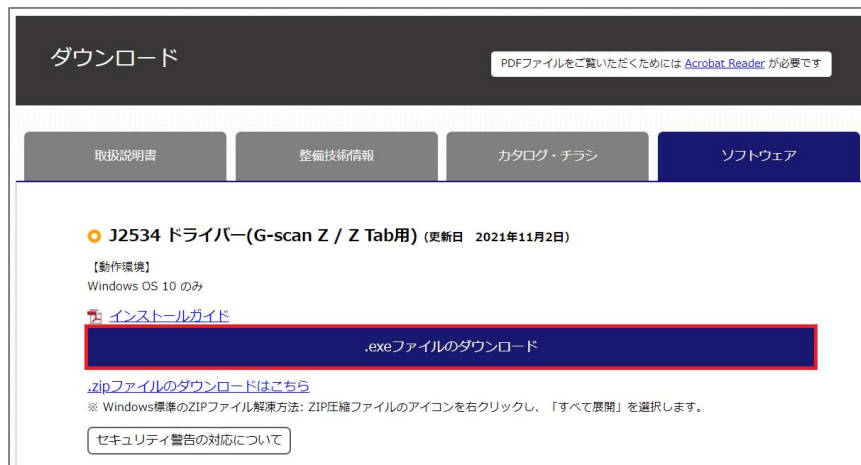 ダウンロード
PDFファイルをご覧いただくためには Acrobat Reader が必要です
取扱説明書
整備技術情報
カタログ・チラシ
ソフトウェア
J2534 ドライバー(G-scan Z / Z Tab用) (更新日 2021年11月2日)
【動作環境】
Windows OS 10 のみ
インストールガイド
.exeファイルのダウンロード
.zipファイルのダウンロードはこちら
※ Windows標準のZIPファイル解凍方法: ZIP圧縮ファイルのアイコンを右クリックし、「すべて展開」を選択します。
セキュリティ警告の対応について